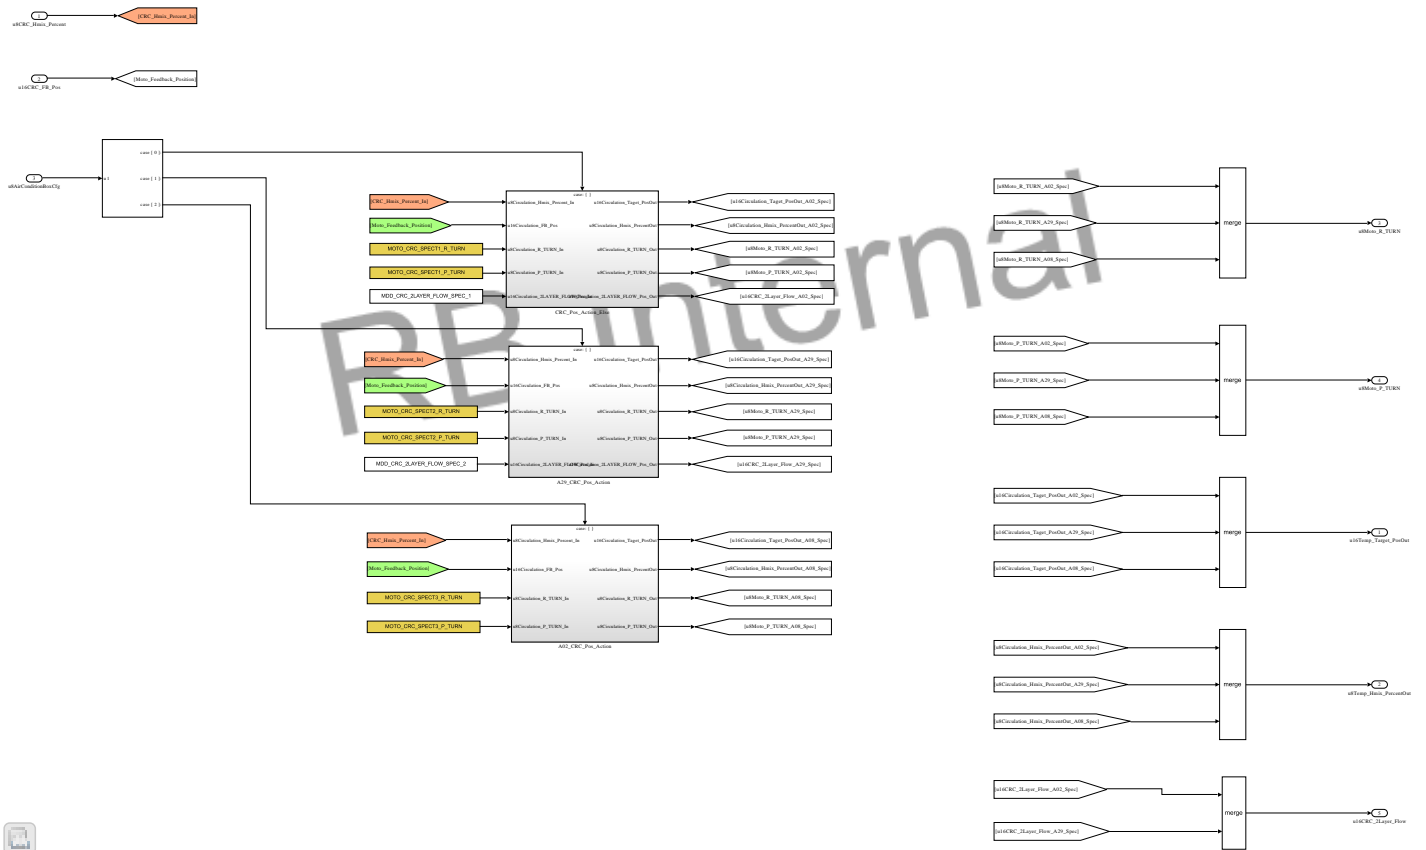 1
[CRC_Hmix_Percent_In]
u8CRC_Hmix_Percent
2
[Moto_Feedback_Position]
u16CRC_FB_Pos
3
u8AirConditionBoxCfg
u1
case [ 0 ]:
case [ 1 ]:
case [ 2 ]:
RB Internal
[CRC_Hmix_Percent_In]
[Moto_Feedback_Position]
MOTO_CRC_SPECT1_R_TURN
MOTO_CRC_SPECT1_P_TURN
MDD_CRC_2LAYER_FLOW_SPEC_1
case: { }
u8Circulation_Hmix_Percent_In
u16Circulation_FB_Pos
u8Circulation_R_TURN_In
u8Circulation_P_TURN_In
u16Circulation_Taget_PosOut
u8Circulation_Hmix_PercentOut
u8Circulation_R_TURN_Out
u8Circulation_P_TURN_Out
CRC_Pos_Action_Else
[u16Circulation_Taget_PosOut_A02_Spec]
[u8Circulation_Hmix_PercentOut_A02_Spec]
[u8Moto_R_TURN_A02_Spec]
[u8Moto_P_TURN_A02_Spec]
[u16CRC_2Layer_Flow_A02_Spec]
[CRC_Hmix_Percent_In]
[Moto_Feedback_Position]
MOTO_CRC_SPECT2_R_TURN
MOTO_CRC_SPECT2_P_TURN
MDD_CRC_2LAYER_FLOW_SPEC_2
case: { }
u8Circulation_Hmix_Percent_In
u16Circulation_FB_Pos
u8Circulation_R_TURN_In
u8Circulation_P_TURN_In
u16Circulation_Taget_PosOut
u8Circulation_Hmix_PercentOut
u8Circulation_R_TURN_Out
u8Circulation_P_TURN_Out
A29_CRC_Pos_Action
[u16Circulation_Taget_PosOut_A29_Spec]
[u8Circulation_Hmix_PercentOut_A29_Spec]
[u8Moto_R_TURN_A29_Spec]
[u8Moto_P_TURN_A29_Spec]
[u16CRC_2Layer_Flow_A29_Spec]
[CRC_Hmix_Percent_In]
[Moto_Feedback_Position]
MOTO_CRC_SPECT3_R_TURN
MOTO_CRC_SPECT3_P_TURN
case: { }
u8Circulation_Hmix_Percent_In
u16Circulation_FB_Pos
u8Circulation_R_TURN_In
u8Circulation_P_TURN_In
u16Circulation_Taget_PosOut
u8Circulation_Hmix_PercentOut
u8Circulation_R_TURN_Out
u8Circulation_P_TURN_Out
A02_CRC_Pos_Action
[u16Circulation_Taget_PosOut_A08_Spec]
[u8Circulation_Hmix_PercentOut_A08_Spec]
[u8Moto_R_TURN_A08_Spec]
[u8Moto_P_TURN_A08_Spec]
[u8Moto_R_TURN_A02_Spec]
[u8Moto_R_TURN_A29_Spec]
[u8Moto_R_TURN_A08_Spec]
merge
3
u8Moto_R_TURN
[u8Moto_P_TURN_A02_Spec]
[u8Moto_P_TURN_A29_Spec]
[u8Moto_P_TURN_A08_Spec]
merge
4
u8Moto_P_TURN
[u16Circulation_Taget_PosOut_A02_Spec]
[u16Circulation_Taget_PosOut_A29_Spec]
[u16Circulation_Taget_PosOut_A08_Spec]
merge
1
u16Temp_Target_PosOut
[u8Circulation_Hmix_PercentOut_A02_Spec]
[u8Circulation_Hmix_PercentOut_A29_Spec]
[u8Circulation_Hmix_PercentOut_A08_Spec]
merge
2
u8Temp_Hmix_PercentOut
[u16CRC_2Layer_Flow_A02_Spec]
[u16CRC_2Layer_Flow_A29_Spec]
merge
5
u16CRC_2Layer_Flow